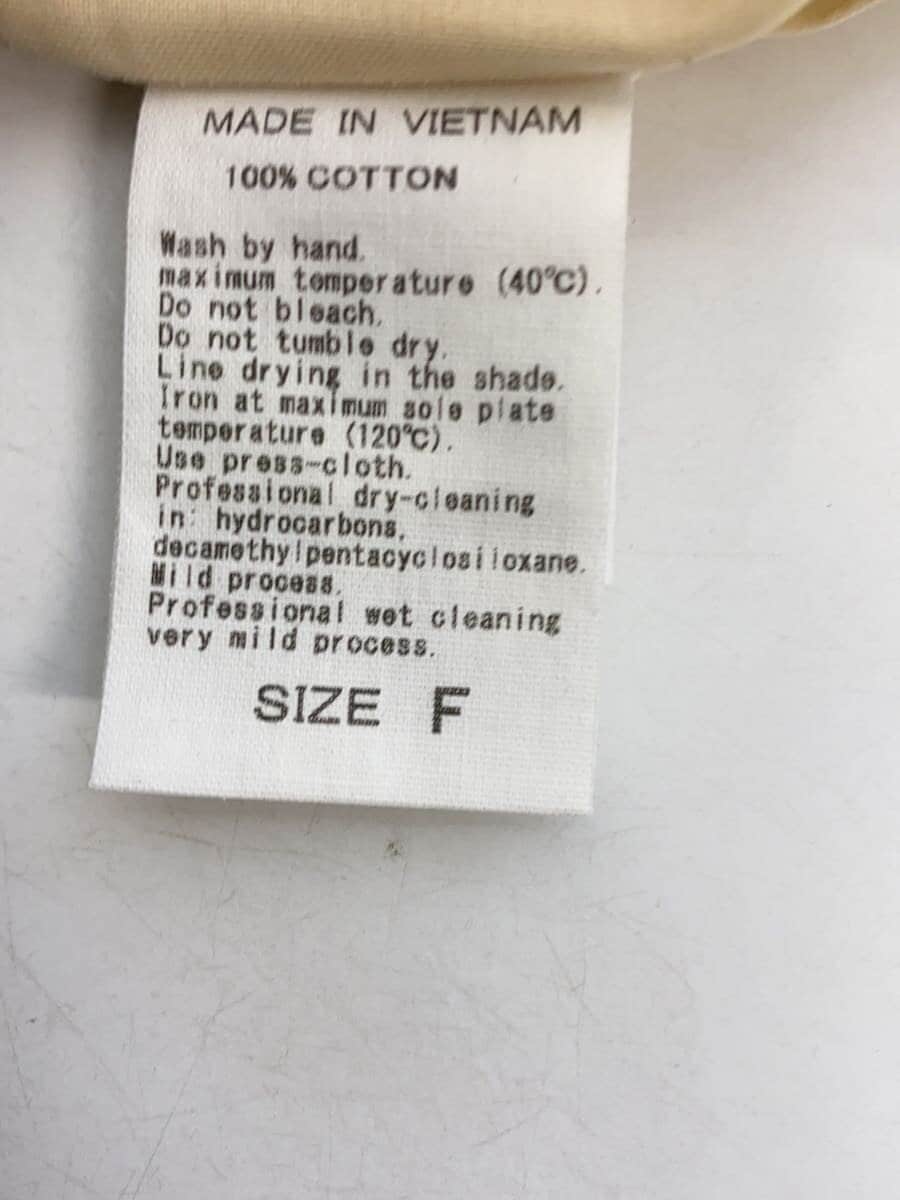 MADE IN VIETNAM
100% COTTON
Wash by hand.
maximum temperature (40℃).
Do not bleach.
Do not tumble dry.
Line drying in the shade.
Iron at maximum sole plate
temperature (120℃).
Use press-cloth.
Professional dry-cleaning
in: hydrocarbons,
decamethylpentacyclosiloxane.
Mild process.
Professional wet cleaning
very mild process.
SIZE F